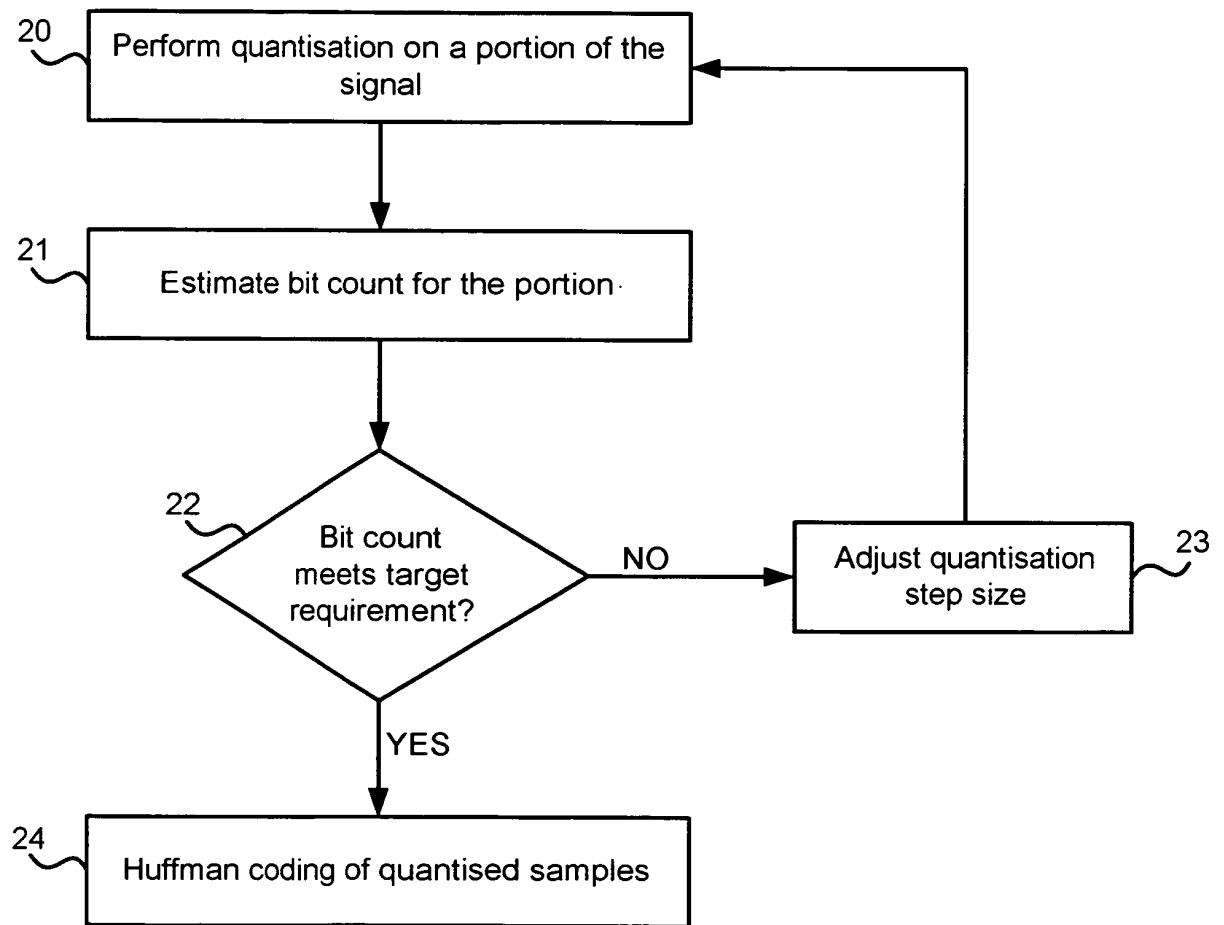 20
Perform quantisation on a portion of the
signal
21
Estimate bit count for the portion
22
Bit count
meets target
requirement?
NO
Adjust quantisation
step size
23
YES
24
Huffman coding of quantised samples